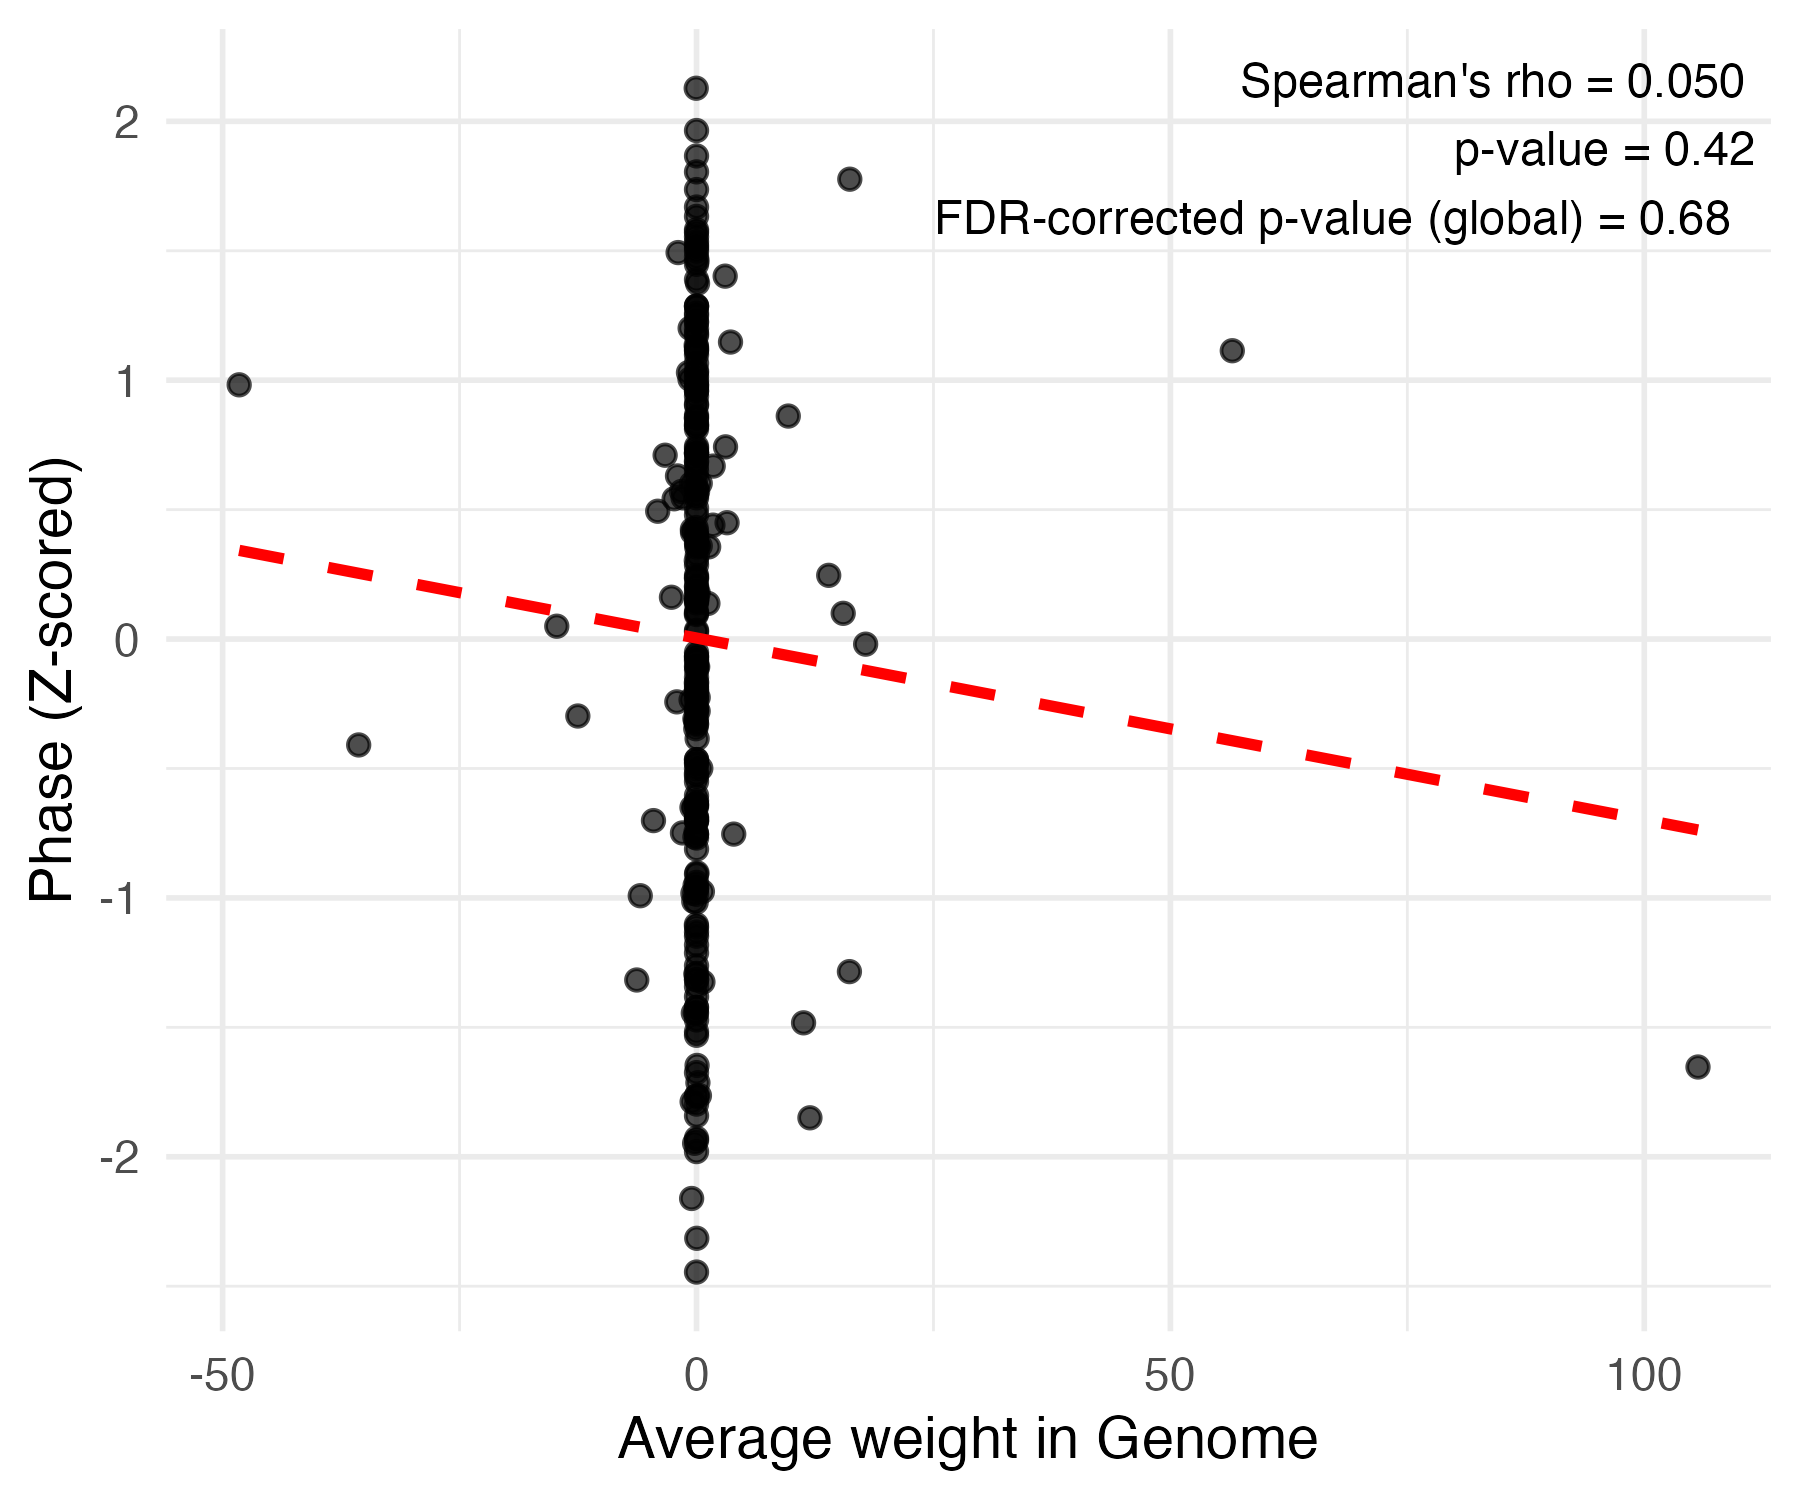 Spearman's rho = 0.050
p-value = 0.42
FDR-corrected p-value (global) = 0.68
Phase (Z-scored)
2
1
0
-1
-2
-50 0 50 100
Average weight in Genome